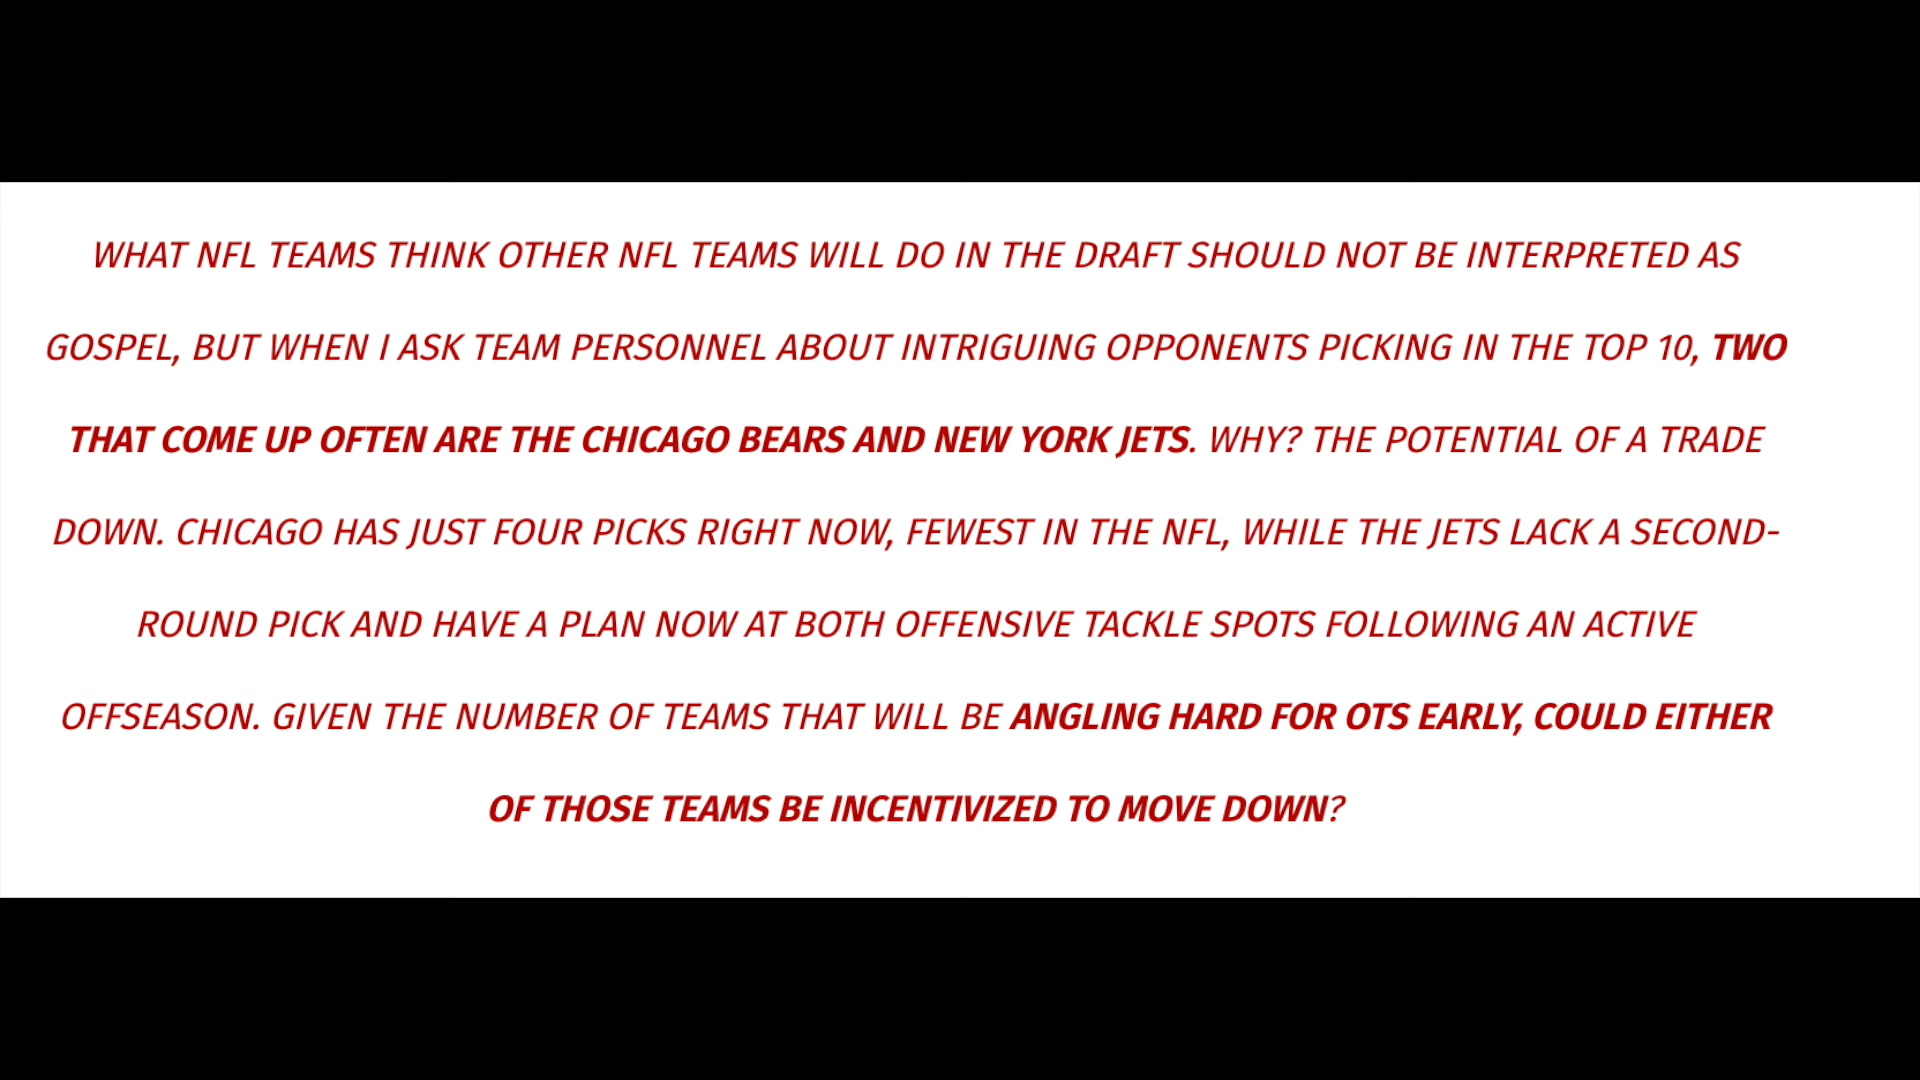 WHAT NFL TEAMS THINK OTHER NFL TEAMS WILL DO IN THE DRAFT SHOULD NOT BE INTERPRETED AS
GOSPEL, BUT WHEN I ASK TEAM PERSONNEL ABOUT INTRIGUING OPPONENTS PICKING IN THE TOP 10, TWO
THAT COME UP OFTEN ARE THE CHICAGO BEARS AND NEW YORK JETS. WHY? THE POTENTIAL OF A TRADE
DOWN. CHICAGO HAS JUST FOUR PICKS RIGHT NOW, FEWEST IN THE NFL, WHILE THE JETS LACK A SECOND-
ROUND PICK AND HAVE A PLAN NOW AT BOTH OFFENSIVE TACKLE SPOTS FOLLOWING AN ACTIVE
OFFSEASON. GIVEN THE NUMBER OF TEAMS THAT WILL BE ANGLING HARD FOR OTS EARLY, COULD EITHER
OF THOSE TEAMS BE INCENTIVIZED TO MOVE DOWN?